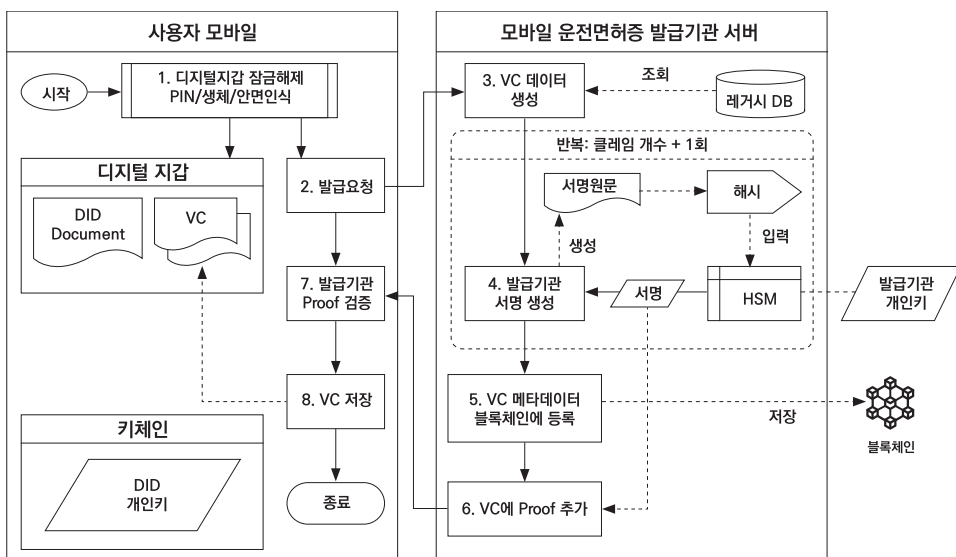 사용자 모바일
시작
1. 디지털지갑 잠금해제
PIN/생체/안면인식
디지털 지갑
DID
Document
VC
2. 발급요청
7. 발급기관
Proof 검증
8. VC 저장
종료
키체인
DID
개인키
모바일 운전면허증 발급기관 서버
3. VC 데이터
생성
조회
레거시 DB
반복: 클레임 개수 + 1회
서명원문
해시
생성
입력
4. 발급기관
서명 생성
서명
HSM
발급기관
개인키
5. VC 메타데이터
블록체인에 등록
저장
블록체인
6. VC에 Proof 추가